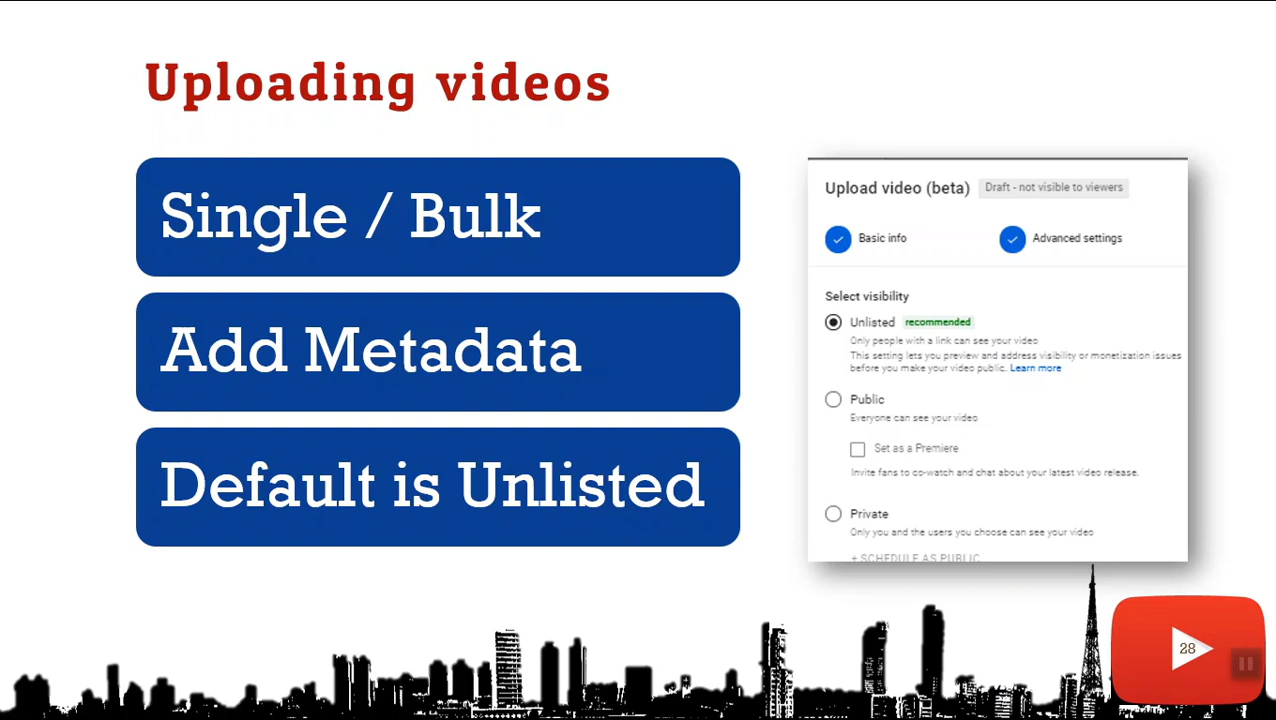 Uploading videos
Single / Bulk
Add Metadata
Default is Unlisted
Upload video (beta) Draft - not visible to viewers
Basic info Advanced settings
Select visibility
Unlisted recommended
Only people with a link can see your video
This setting lets you preview and address visibility or monetization issues
before you make your video public. Learn more
Public
Everyone can see your video
Set as a Premiere
Invite fans to co-watch and chat about your latest video release.
Private
Only you and the users you choose can see your video
+ SCHEDULE AS PUBLIC
28